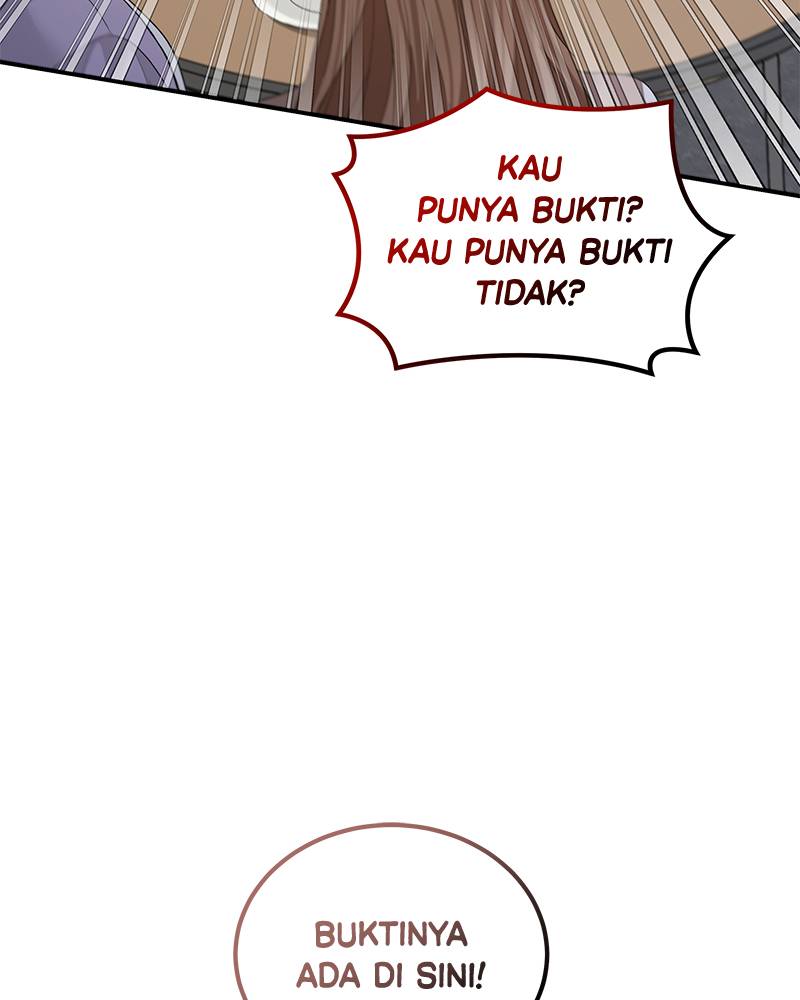 KAU
PUNYA BUKTI?
KAU PUNYA BUKTI
TIDAK?
BUKTINYA
ADA DI SINI!